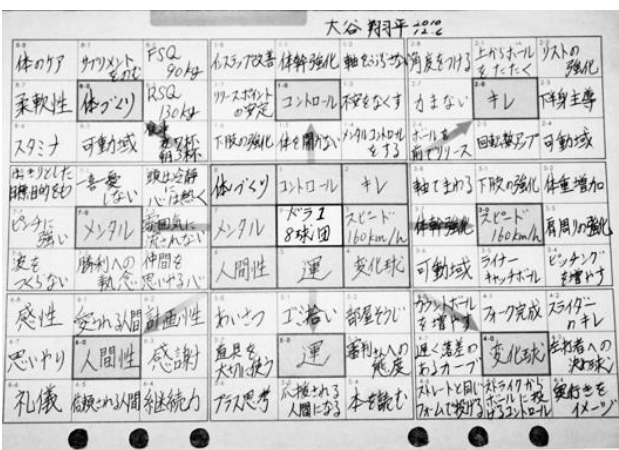 大谷翔平 2010 12.6
体のケア サプリメントをのむ FSQ 90kg インステップ改善 体幹強化 軸をぶらさない 角度をつける 上からボールをたたく リストの強化
柔軟性 体づくり RSQ 130kg リリースポイントの安定 コントロール 不安をなくす 力まない キレ 下半身主導
スタミナ 可動域 食事 夜7杯 朝3杯 下肢の強化 体を開かない メンタルコントロールをする ボールを前でリリース 回転数アップ 可動域
はっきりとした目標、目的をもつ 一喜一憂しない 頭は冷静に心は熱く 体づくり コントロール キレ 軸でまわる 下肢の強化 体重増加
ピンチに強い メンタル 雰囲気に流されない メンタル ドラ1 8球団 スピード 160km/h 体幹強化 スピード 160km/h 肩周りの強化
波をつくらない 勝利への執念 仲間を思いやる心 人間性 運 変化球 可動域 ライナーキャッチボール ピッチングを増やす
感性 愛される人間 計画性 あいさつ ゴミ拾い 部屋そうじ カウントボールを増やす フォーク完成 スライダーのキレ
思いやり 人間性 感謝 道具を大切に使う 運 審判さんへの態度 遅く落差のあるカーブ 変化球 左打者への決め球
礼儀 信頼される人間 継続力 プラス思考 応援される人間になる 本を読む ストレートと同じフォームで投げる ストライクからボールに投げるコントロール 奥行きをイメージ